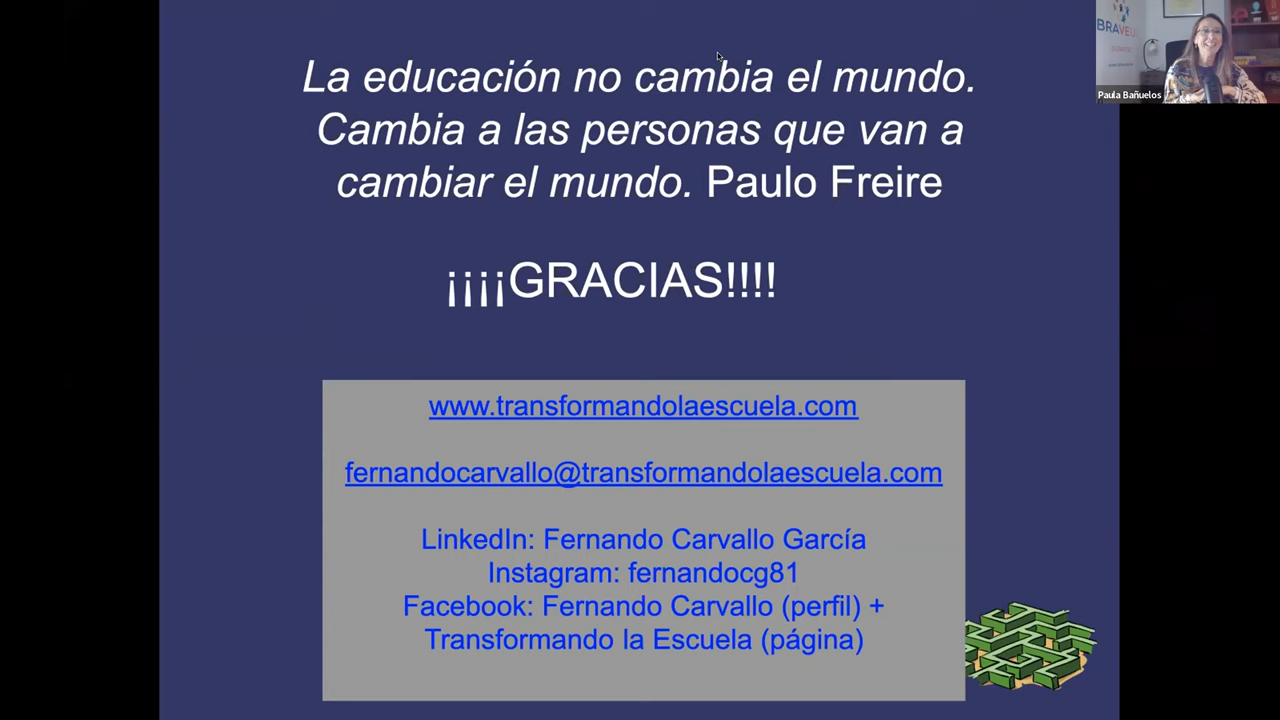 La educación no cambia el mundo.
Cambia a las personas que van a
cambiar el mundo. Paulo Freire
¡¡¡¡GRACIAS!!!!
www.transformandolaescuela.com
fernandocarvallo@transformandolaescuela.com
LinkedIn: Fernando Carvallo García
Instagram: fernandocg81
Facebook: Fernando Carvallo (perfil) +
Transformando la Escuela (página)
Paula Bañuelos